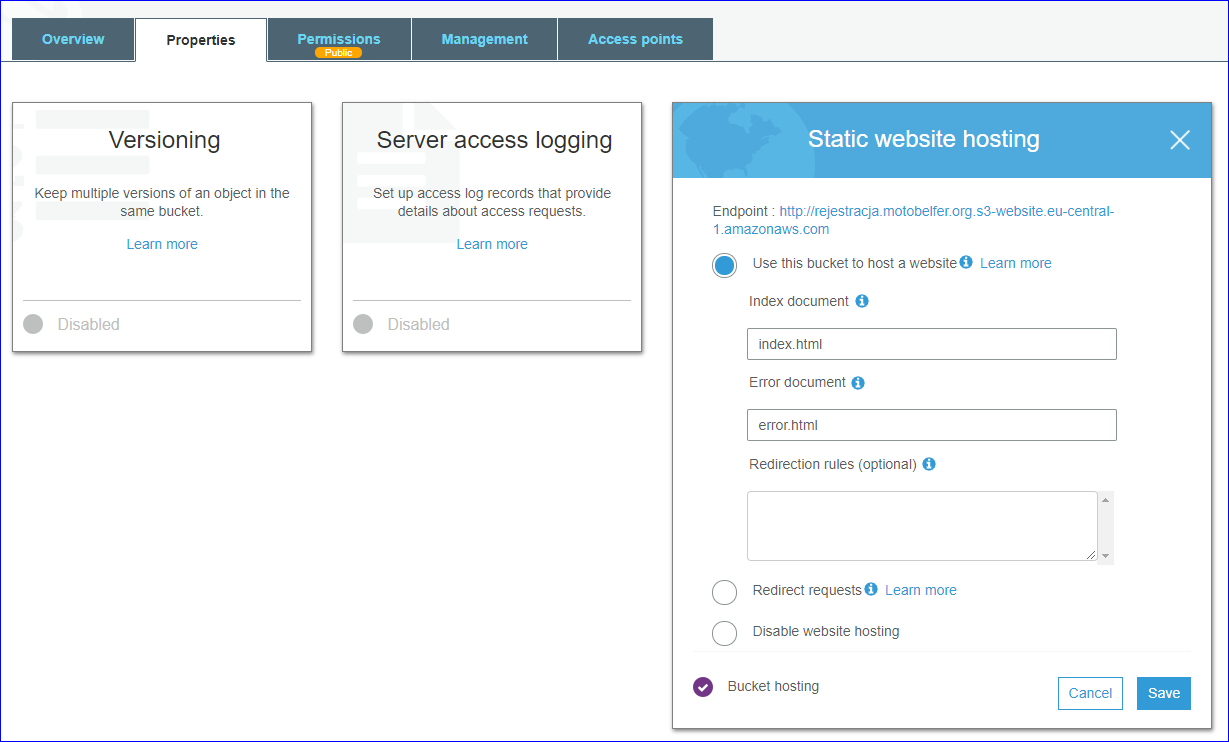 Overview
Properties
Permissions
Public
Management
Access points
Versioning
Keep multiple versions of an object in the
same bucket.
Learn more
Disabled
Server access logging
Set up access log records that provide
details about access requests.
Learn more
Disabled
Static website hosting
Endpoint : http://rejestracja.motobelfer.org.s3-website.eu-central-
1.amazonaws.com
Use this bucket to host a website Learn more
Index document
index.html
Error document
error.html
Redirection rules (optional)
Redirect requests Learn more
Disable website hosting
Bucket hosting
Cancel
Save